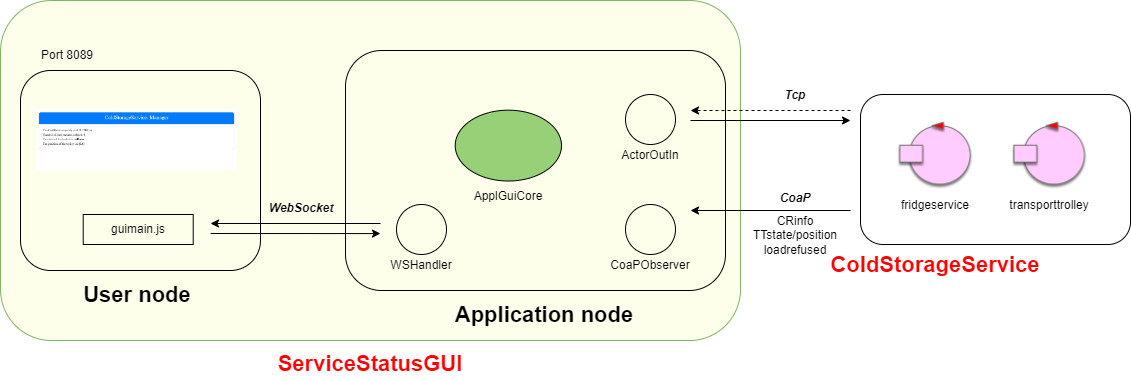 Port 8089
ColdStorageService Manager
Tcp
ActorOutIn
ApplGuiCore
fridgeservice
transporttrolley
WebSocket
CoaP
guimain.js
CRinfo
TTstate/position
loadrefused
WSHandler
CoaPObserver
ColdStorageService
User node
Application node
ServiceStatusGUI